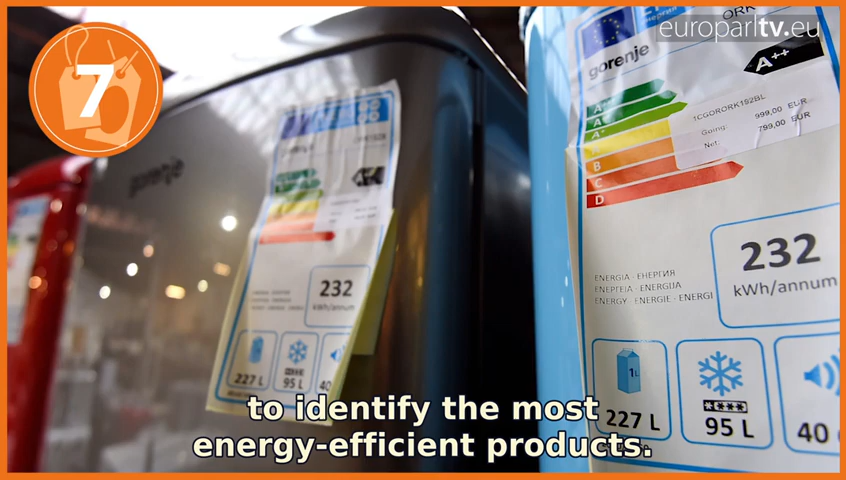 7
europarltv.eu
gorenje
A++
A
B
C
D
1CGORORK192BL
Going: 999,00 EUR
Net: 799,00 EUR
ENERGIA · ЕНЕРГИЯ
ΕΝΕΡΓΕΙΑ · ENERGIJA
ENERGY · ENERGIE · ENERGI
232
kWh/annum
1L
227 L
95 L
40
gorenje
232
kWh/annum
227 L
95 L
40
to identify the most
energy-efficient products.